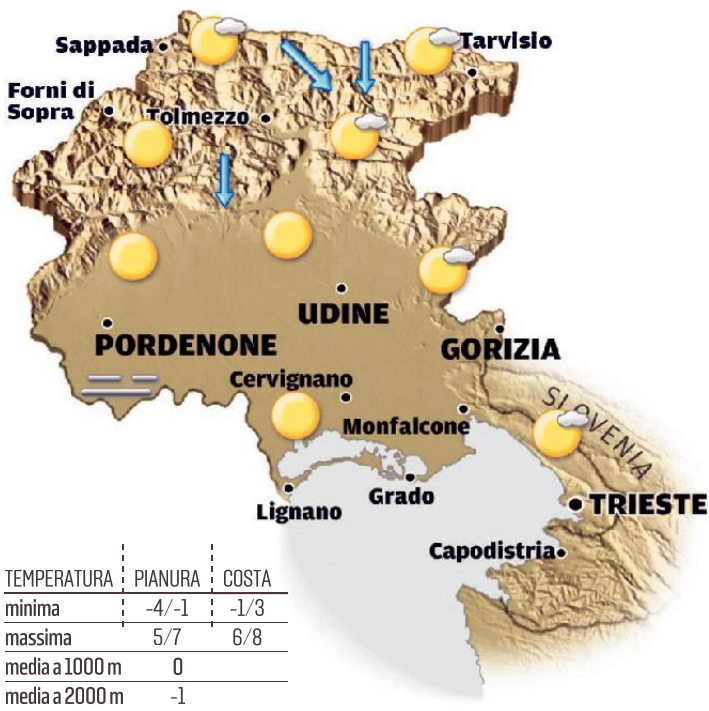 Sappada
Tarvisio
Forni di
Sopra
Tolmezzo
UDINE
PORDENONE
GORIZIA
Cervignano
SLOVENIA
Monfalcone
Grado
Lignano
TRIESTE
Capodistria
TEMPERATURA PIANURA COSTA
minima -4/-1 -1/3
massima 5/7 6/8
media a 1000 m 0
media a 2000 m -1